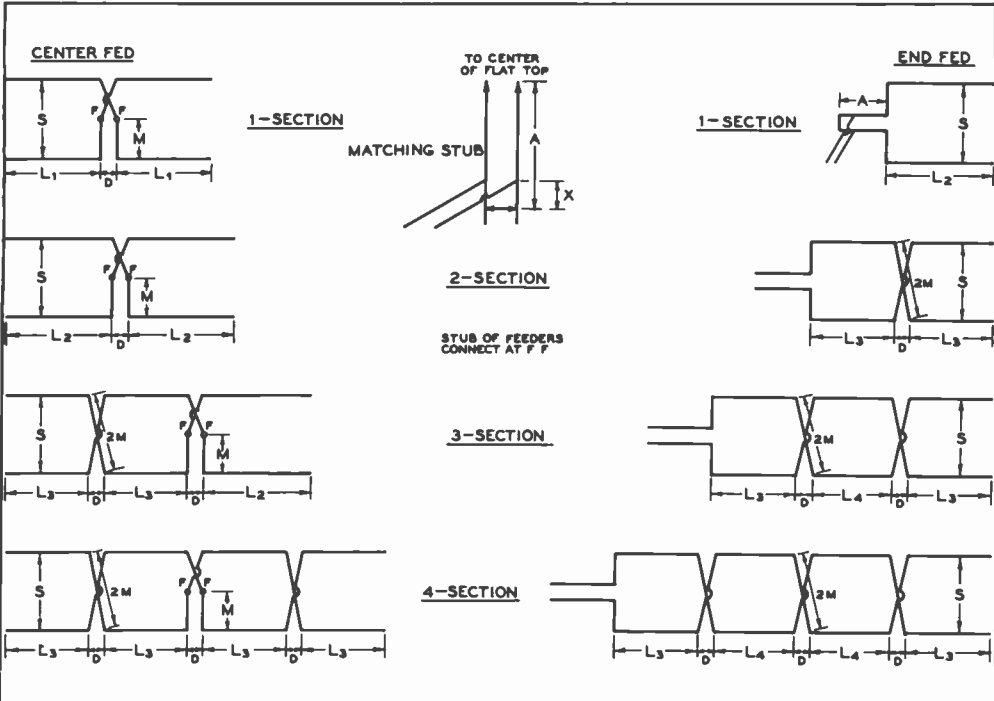 CENTER FED
TO CENTER
OF FLAT TOP
END FED
S
F
F
M
1-SECTION
L1
D
L1
MATCHING STUB
A
X
1-SECTION
A
S
L2
S
F
F
M
L2
D
L2
2-SECTION
2M
S
L3
D
L3
STUB OF FEEDERS
CONNECT AT F F
S
2M
F
F
M
L3
D
L3
D
L2
3-SECTION
2M
S
L3
D
L4
D
L3
S
2M
F
F
M
L3
D
L3
D
L3
D
L3
4-SECTION
2M
S
L3
D
L4
D
L4
D
L3